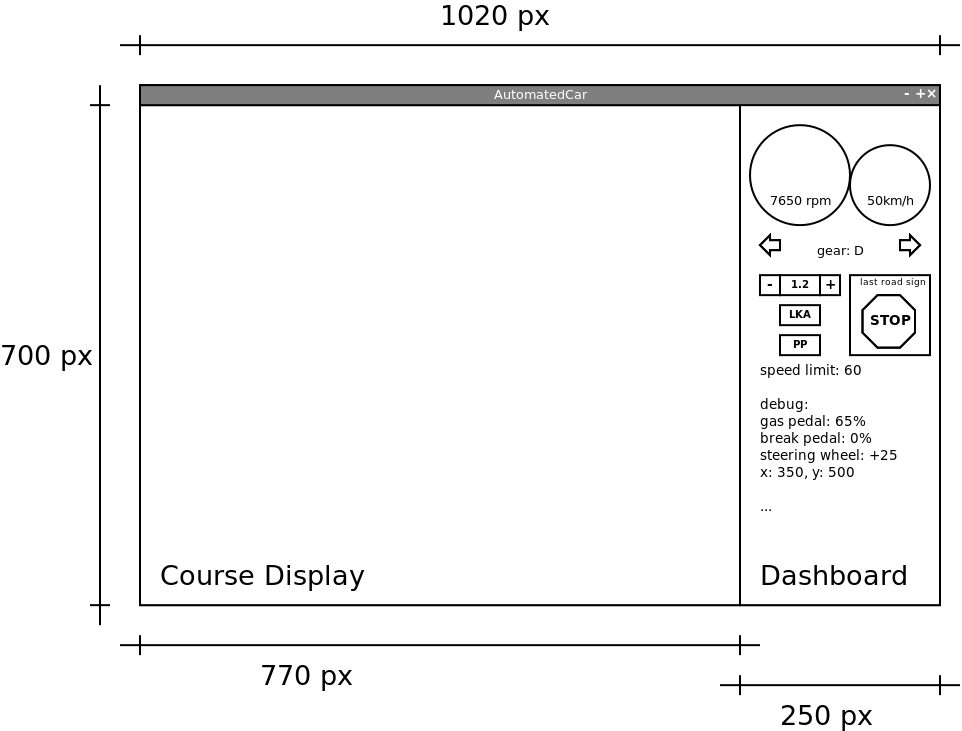 1020 px
AutomatedCar
- +×
7650 rpm
50km/h
gear: D
- 1.2 +
last road sign
STOP
LKA
PP
700 px
speed limit: 60
debug:
gas pedal: 65%
break pedal: 0%
steering wheel: +25
x: 350, y: 500
...
Course Display
Dashboard
770 px
250 px